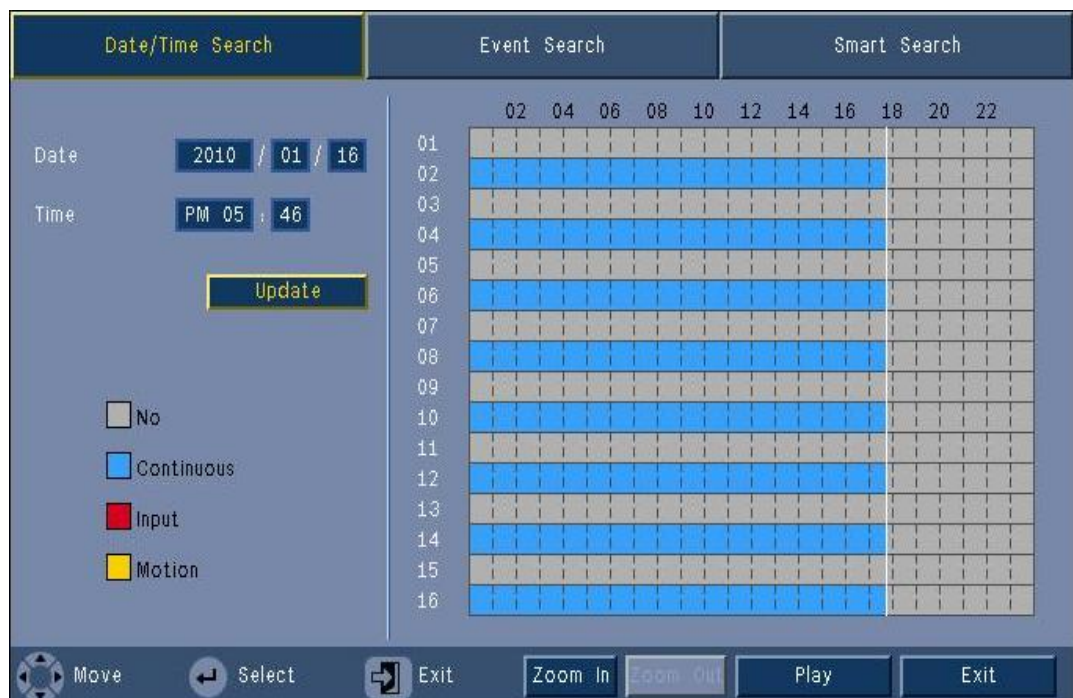 Date/Time Search Event Search Smart Search
02 04 06 08 10 12 14 16 18 20 22
Date 2010 / 01 / 16
Time PM 05 : 46
Update
No
Continuous
Input
Motion
01
02
03
04
05
06
07
08
09
10
11
12
13
14
15
16
Move Select Exit Zoom In Zoom Out Play Exit